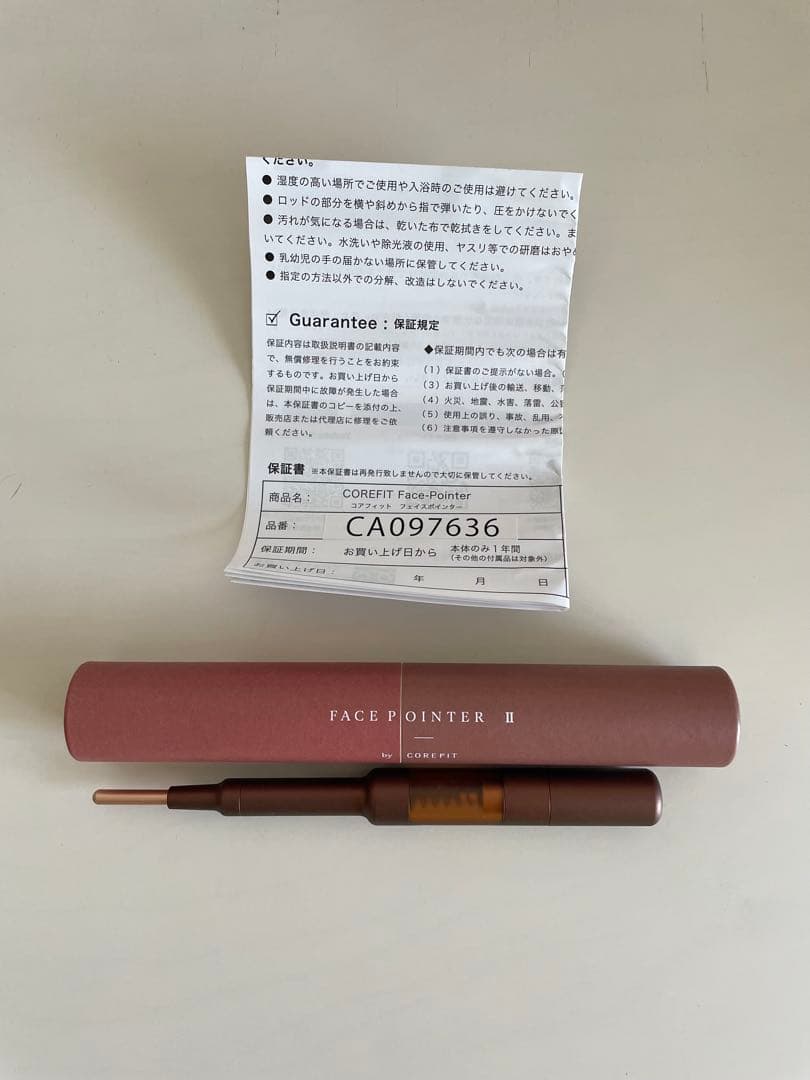 ください。
● 湿度の高い場所でご使用や入浴時のご使用は避けてください。
● ロッドの部分を横や斜めから指で弾いたり、圧をかけないでく
● 汚れが気になる場合は、乾いた布で乾拭きをしてください。ま
いてください。水洗いや除光液の使用、ヤスリ等での研磨はおやめ
● 乳幼児の手の届かない場所に保管してください。
● 指定の方法以外での分解、改造はしないでください。
☑ Guarantee : 保証規定
保証内容は取扱説明書の記載内容
で、無償修理を行うことをお約束
するものです。お買い上げ日から
保証期間中に故障が発生した場合
は、本保証書のコピーを添付の上、
販売店または代理店に修理をご依
頼ください。
◆保証期間内でも次の場合は有
(1) 保証書のご提示がない場合。
(3) お買い上げ後の輸送、移動、
(4) 火災、地震、水害、落雷、公害
(5) 使用上の誤り、事故、乱用、
(6) 注意事項を遵守しなかった
保証書 ※本保証書は再発行致しませんので大切に保管してください。
商品名： COREFIT Face-Pointer
コアフィット フェイスポインター
品番： CA097636
保証期間： お買い上げ日から 本体のみ1年間
(その他の付属品は対象外)
お買い上げ日： 年 月 日
FACE POINTER Ⅱ
by COREFIT